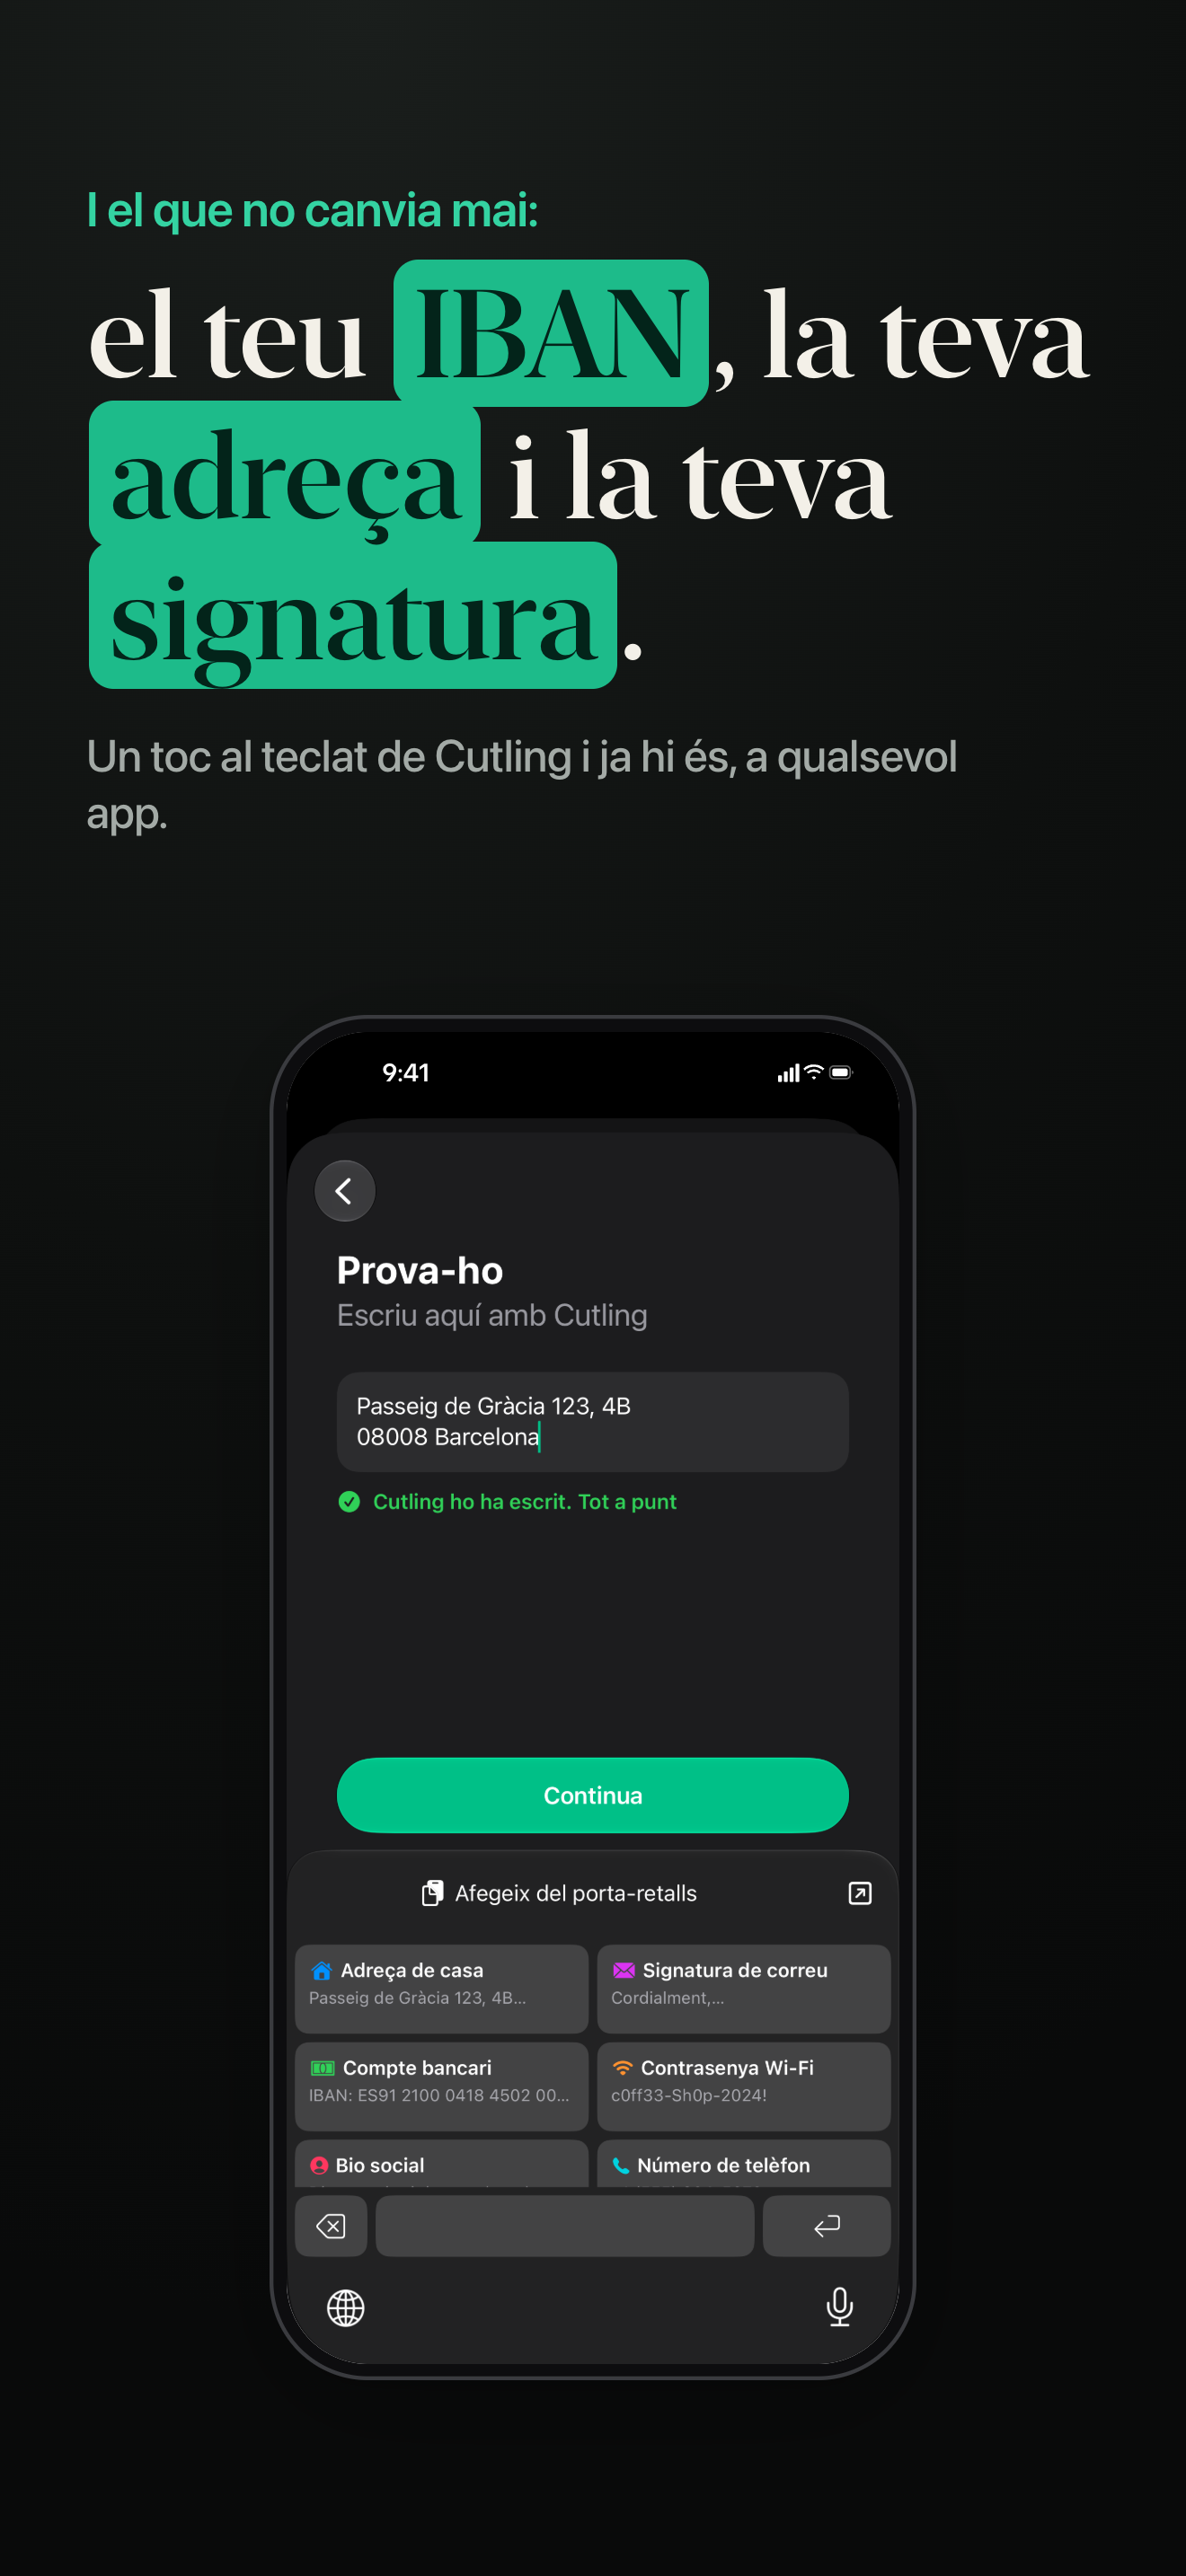 I el que no canvia mai:
el teu IBAN, la teva
adreça i la teva
signatura.
Un toc al teclat de Cutling i ja hi és, a qualsevol
app.
9:41
Prova-ho
Escriu aquí amb Cutling
Passeig de Gràcia 123, 4B
08008 Barcelona
Cutling ho ha escrit. Tot a punt
Continua
Afegeix del porta-retalls
Adreça de casa
Passeig de Gràcia 123, 4B...
Signatura de correu
Cordialment,...
Compte bancari
IBAN: ES91 2100 0418 4502 00...
Contrasenya Wi-Fi
c0ff33-Sh0p-2024!
Bio social
Número de telèfon